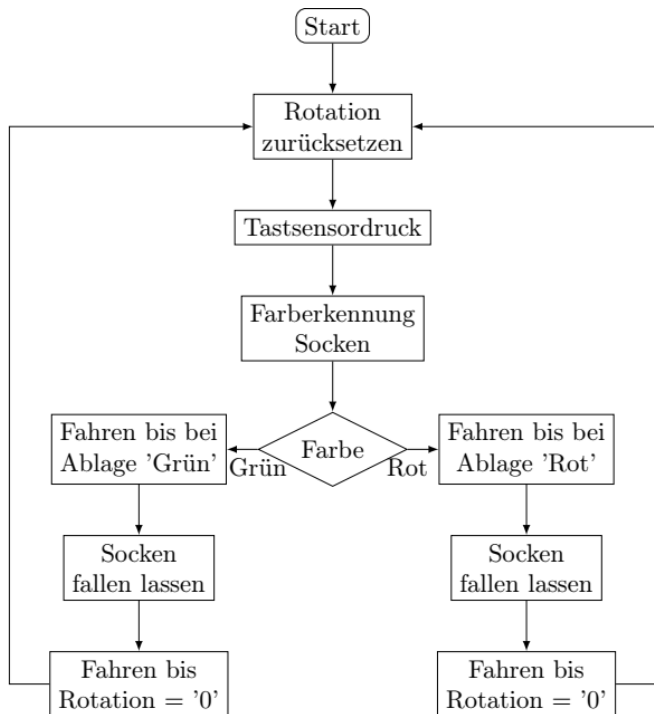 Start
Rotation
zurücksetzen
Tastsensordruck
Farberkennung
Socken
Farbe
Grün
Rot
Fahren bis bei
Ablage 'Grün'
Socken
fallen lassen
Fahren bis
Rotation = '0'
Fahren bis bei
Ablage 'Rot'
Socken
fallen lassen
Fahren bis
Rotation = '0'